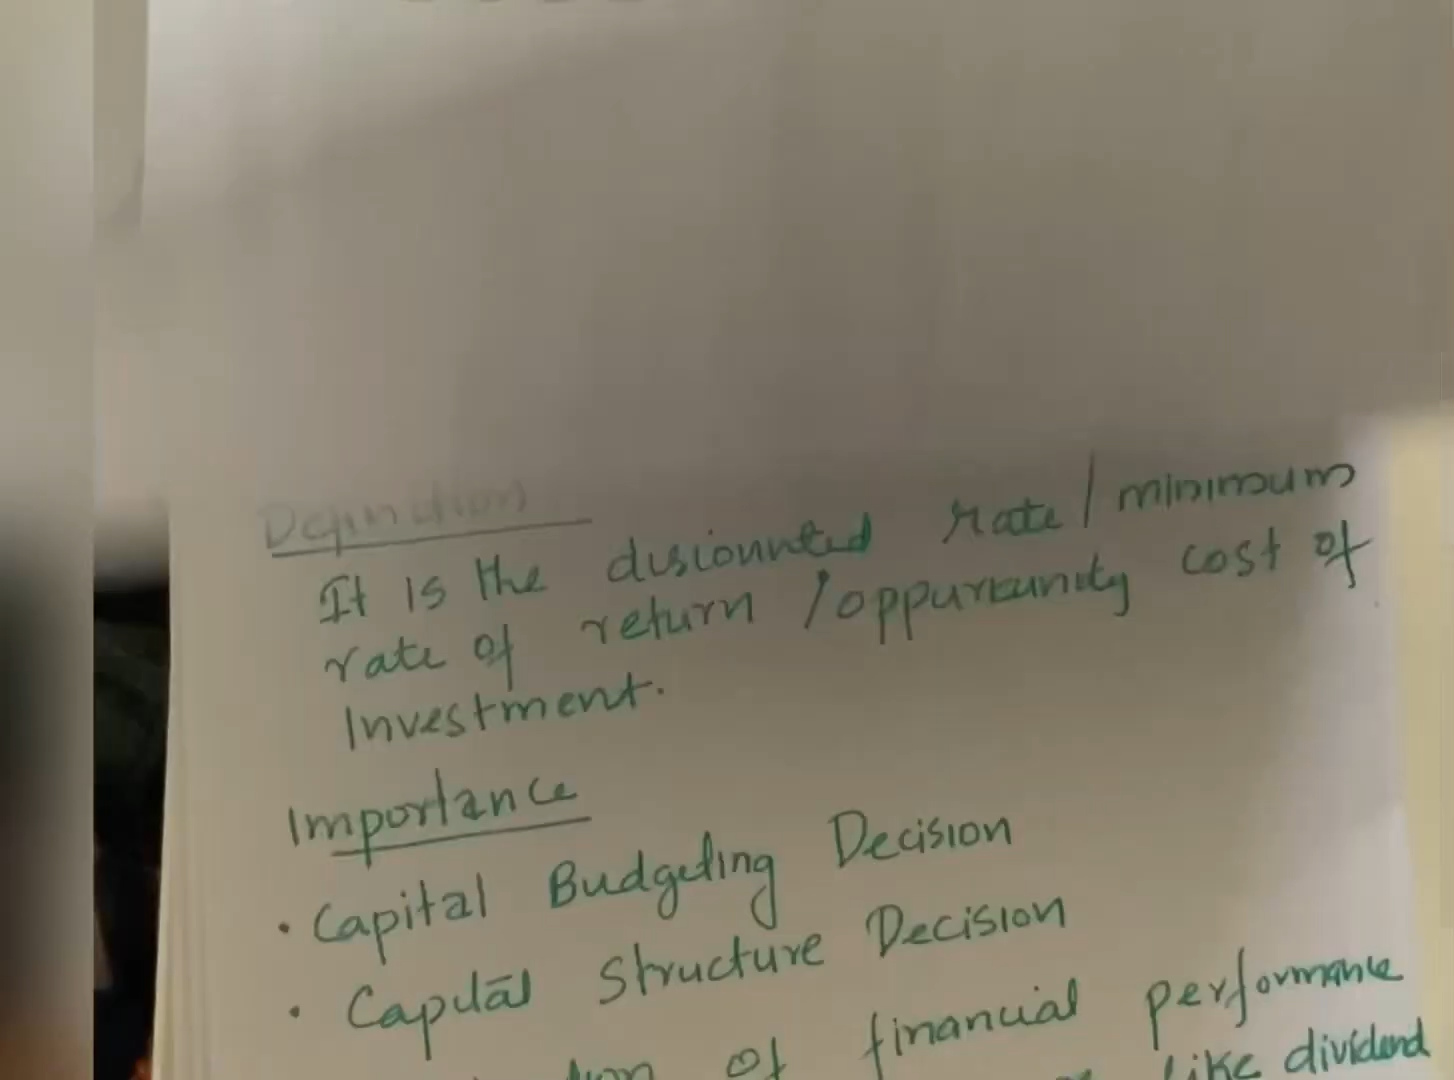 Definition
It is the discounted rate / minimum
rate of return / oppurtunity cost of
Investment.
Importance
• Capital Budgeting Decision
• Capital Structure Decision
of financial performance
like dividend